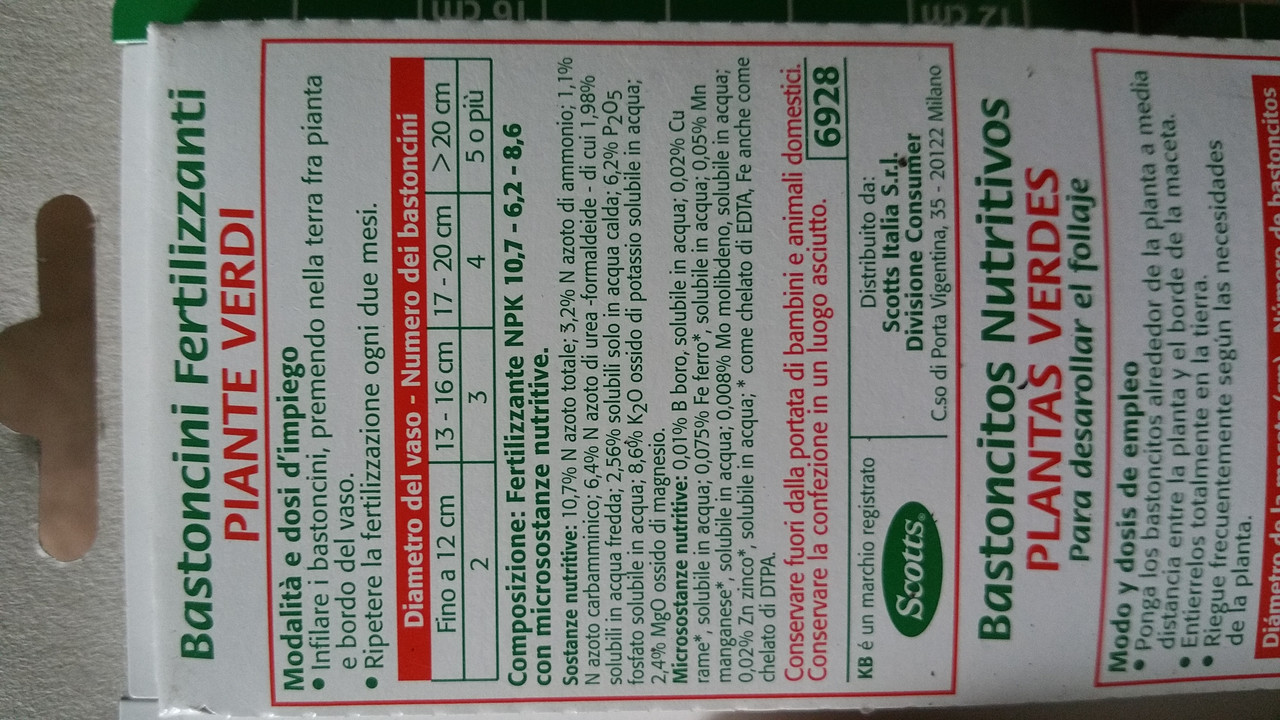 Bastoncini Fertilizzanti
PIANTE VERDI
Modalità e dosi d'impiego
• Infilare i bastoncini, premendo nella terra fra pianta
e bordo del vaso.
• Ripetere la fertilizzazione ogni due mesi.
Diametro del vaso - Numero dei bastoncini
Fino a 12 cm 13 - 16 cm 17 - 20 cm > 20 cm
2 3 4 5 o più
Composizione: Fertilizzante NPK 10,7 - 6,2 - 8,6
con microsostanze nutritive.
Sostanze nutritive: 10,7% N azoto totale; 3,2% N azoto di ammonio; 1,1%
N azoto carbamminico; 6,4% N azoto di urea -formaldeide - di cui 1,98%
solubili in acqua fredda; 2,56% solubili solo in acqua calda; 6,2% P2O5
fosfato solubile in acqua; 8,6% K2O ossido di potassio solubile in acqua;
2,4% MgO ossido di magnesio.
Microsostanze nutritive: 0,01% B boro, solubile in acqua; 0,02% Cu
rame*, solubile in acqua; 0,075% Fe ferro*, solubile in acqua; 0,05% Mn
manganese*, solubile in acqua; 0,008% Mo molibdeno, solubile in acqua;
0,02% Zn zinco*, solubile in acqua; * come chelato di EDTA, Fe anche come
chelato di DTPA.
Conservare fuori dalla portata di bambini e animali domestici.
Conservare la confezione in un luogo asciutto.
6928
KB é un marchio registrato
Scotts®
Distribuito da:
Scotts Italia S.r.l.
Divisione Consumer
C.so di Porta Vigentina, 35 - 20122 Milano
Bastoncitos Nutritivos
PLANTAS VERDES
Para desarollar el follaje
Modo y dosis de empleo
• Ponga los bastoncitos alrededor de la planta a media
distancia entre la planta y el borde de la maceta.
• Entierrelos totalmente en la tierra.
• Riegue frecuentemente según las necesidades
de la planta.
16 cm
12 cm